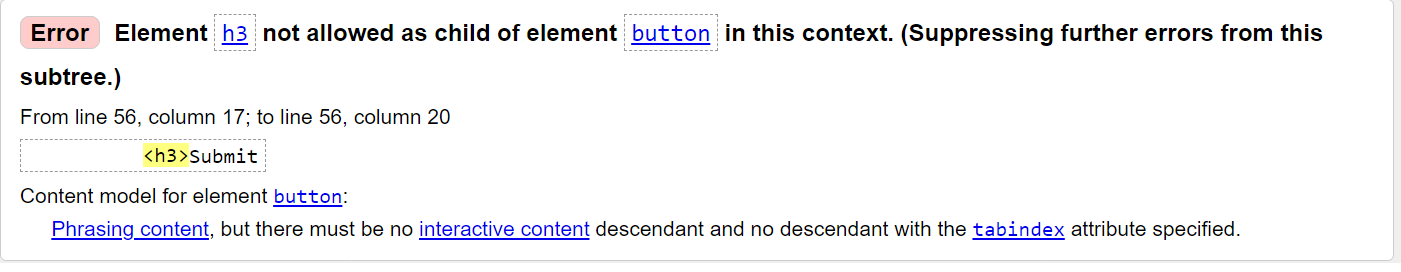 Error Element h3 not allowed as child of element button in this context. (Suppressing further errors from this
subtree.)
From line 56, column 17; to line 56, column 20
<h3>Submit
Content model for element button:
Phrasing content, but there must be no interactive content descendant and no descendant with the tabindex attribute specified.